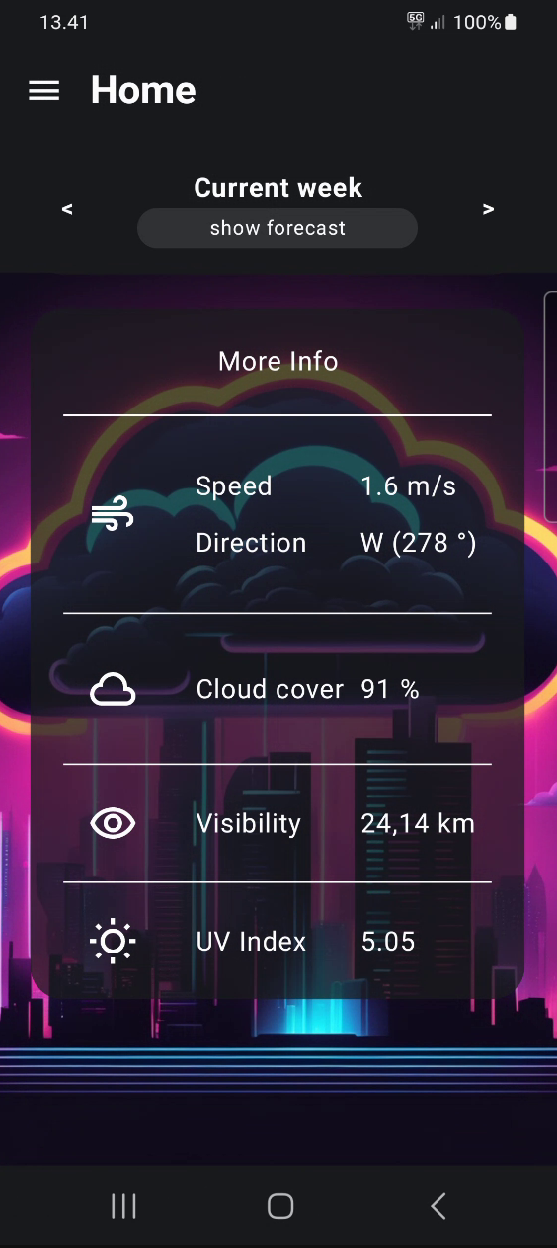 13.41 5G 100%
Home
Current week
< >
show forecast
More Info
Speed 1.6 m/s
Direction W (278 °)
Cloud cover 91 %
Visibility 24,14 km
UV Index 5.05